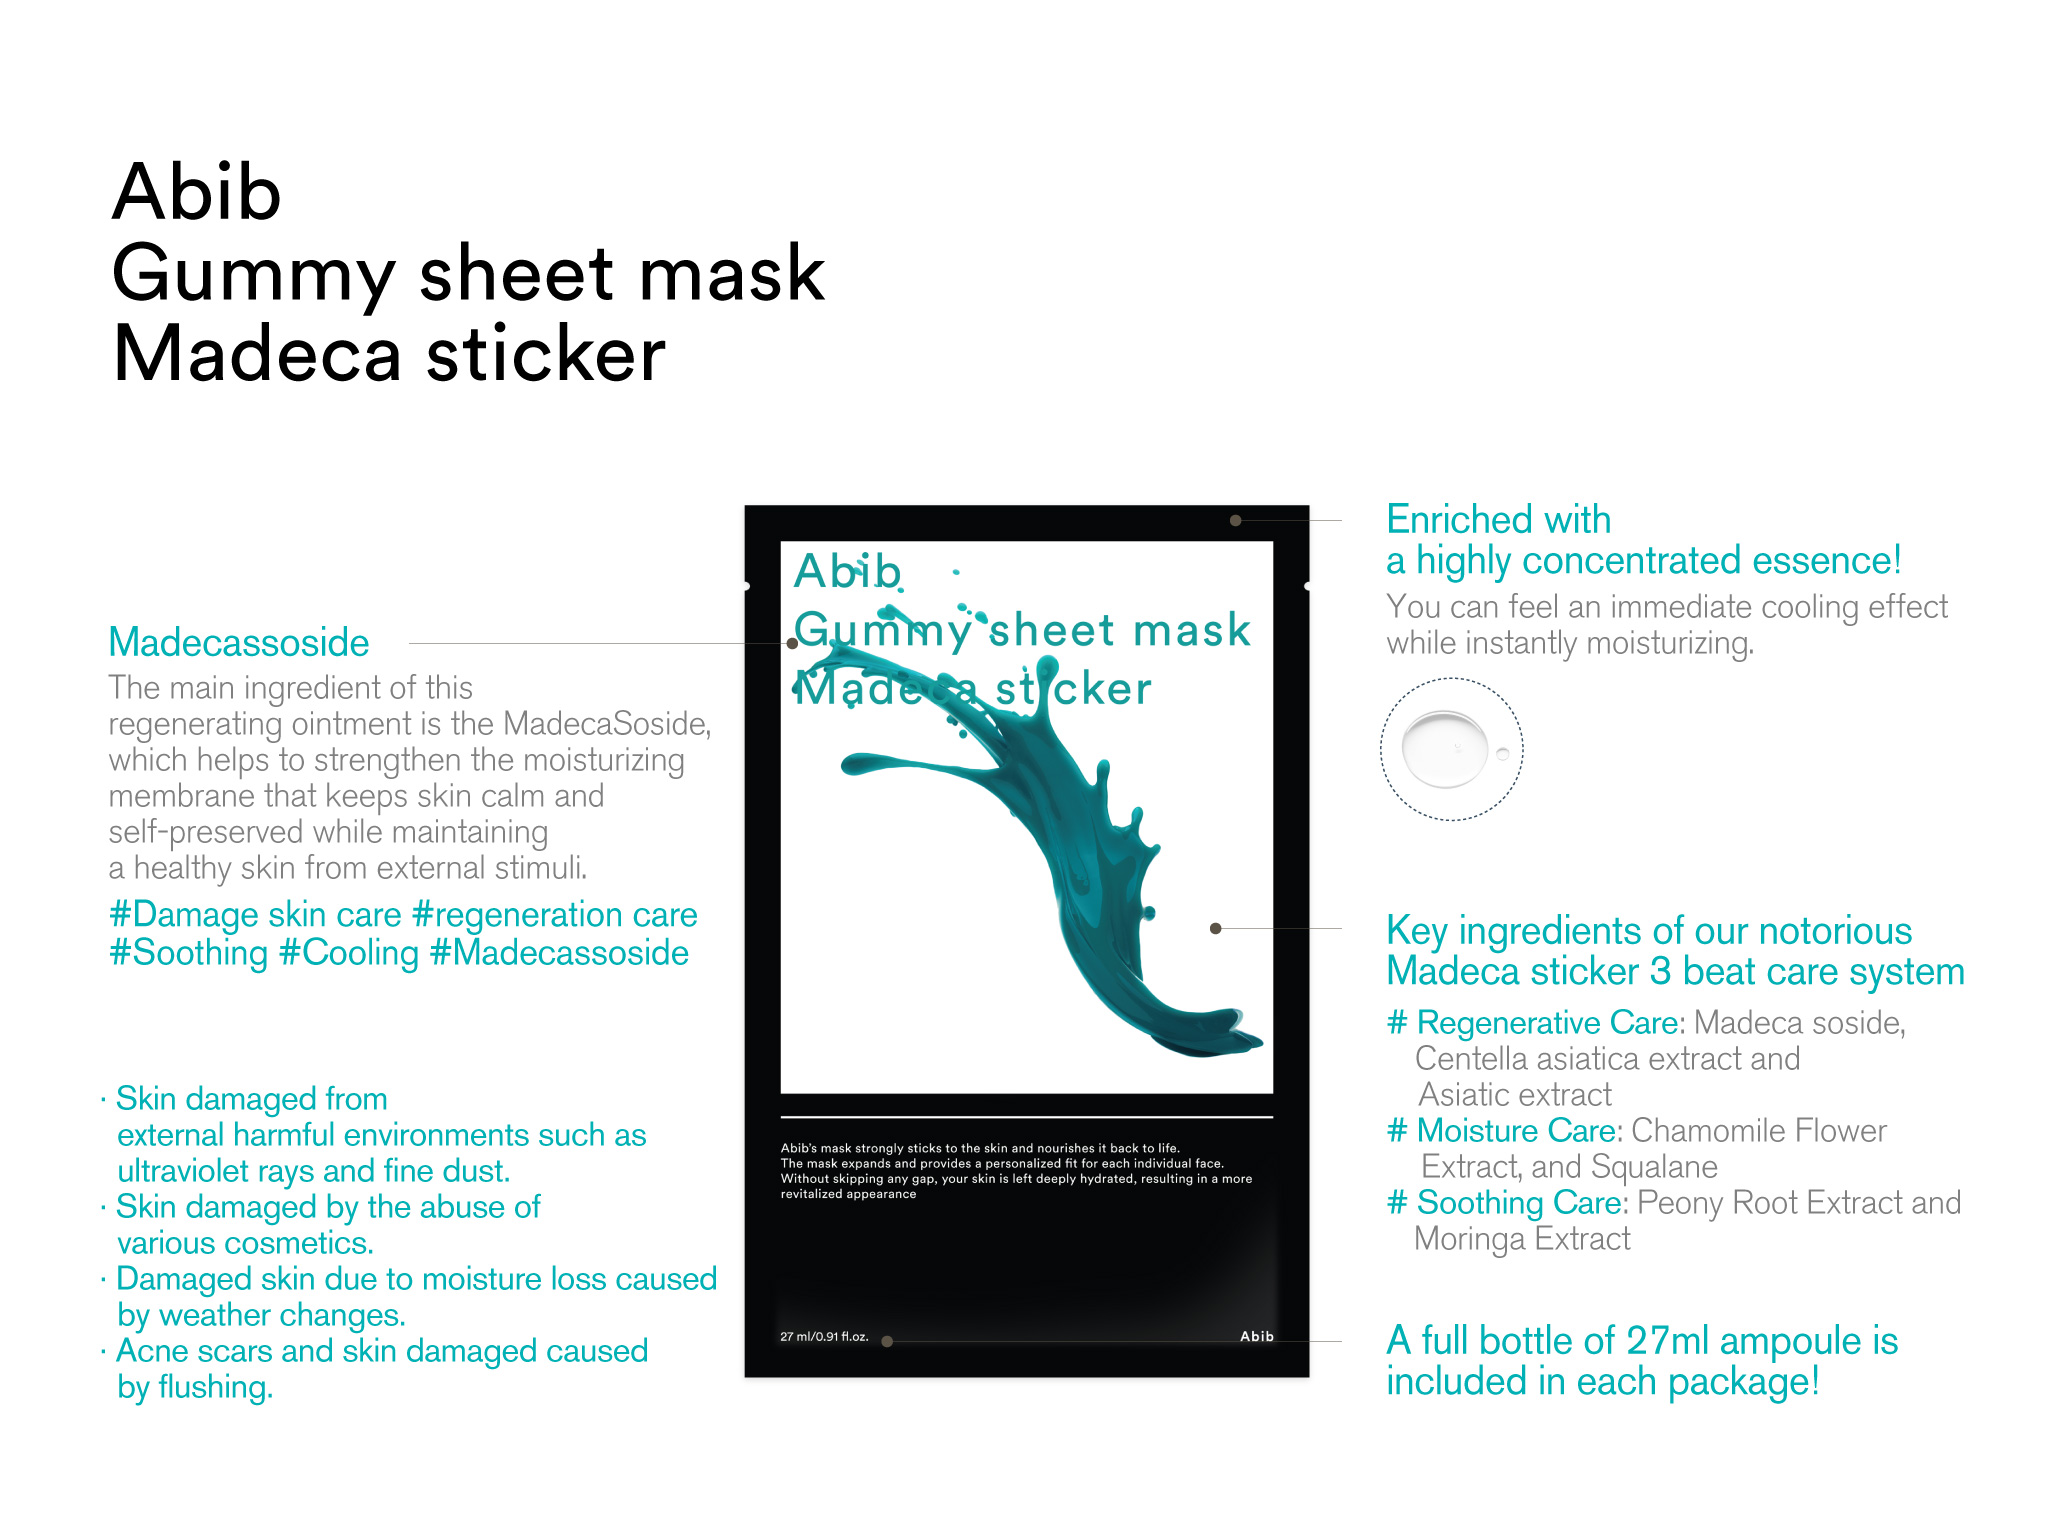 Abib
Gummy sheet mask
Madeca sticker
Madecassoside
The main ingredient of this
regenerating ointment is the MadecaSoside,
which helps to strengthen the moisturizing
membrane that keeps skin calm and
self-preserved while maintaining
a healthy skin from external stimuli.
#Damage skin care #regeneration care
#Soothing #Cooling #Madecassoside
· Skin damaged from
external harmful environments such as
ultraviolet rays and fine dust.
· Skin damaged by the abuse of
various cosmetics.
· Damaged skin due to moisture loss caused
by weather changes.
· Acne scars and skin damaged caused
by flushing.
Abib
Gummy sheet mask
Madeca sticker
Abib's mask strongly sticks to the skin and nourishes it back to life.
The mask expands and provides a personalized fit for each individual face.
Without skipping any gap, your skin is left deeply hydrated, resulting in a more
revitalized appearance
27 ml/0.91 fl.oz.
Abib
Enriched with
a highly concentrated essence!
You can feel an immediate cooling effect
while instantly moisturizing.
Key ingredients of our notorious
Madeca sticker 3 beat care system
# Regenerative Care: Madeca soside,
Centella asiatica extract and
Asiatic extract
# Moisture Care: Chamomile Flower
Extract, and Squalane
# Soothing Care: Peony Root Extract and
Moringa Extract
A full bottle of 27ml ampoule is
included in each package!